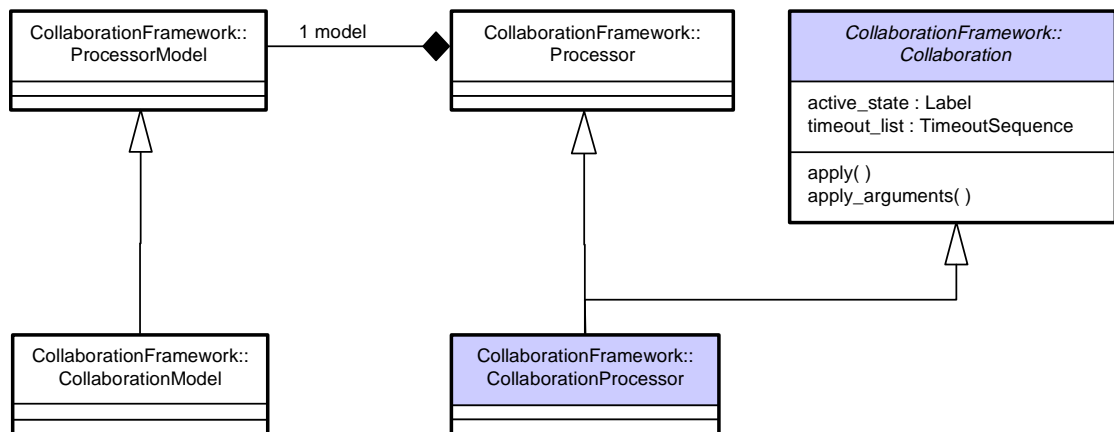 CollaborationFramework::
ProcessorModel
1 model
CollaborationFramework::
Processor
CollaborationFramework::
Collaboration
active_state : Label
timeout_list : TimeoutSequence
apply( )
apply_arguments( )
CollaborationFramework::
CollaborationModel
CollaborationFramework::
CollaborationProcessor